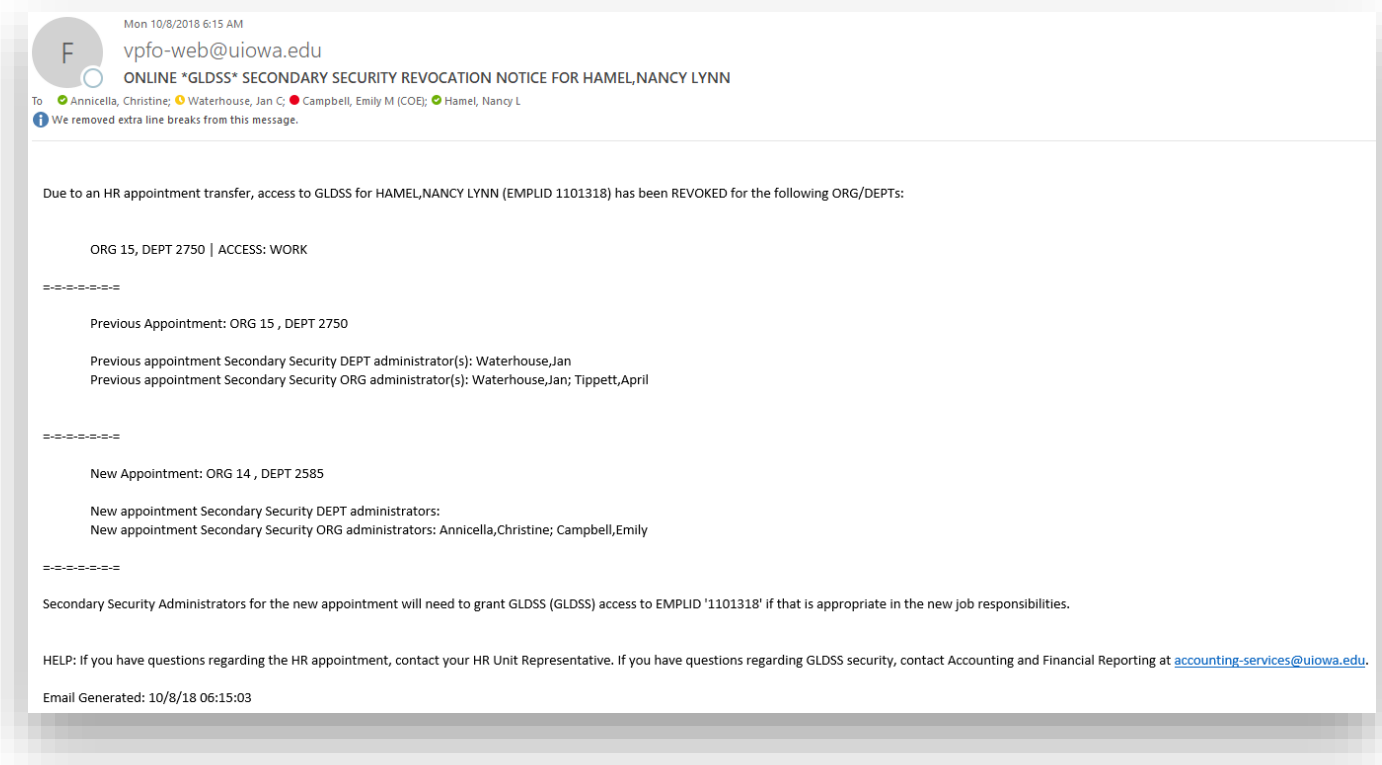 Mon 10/8/2018 6:15 AM
F
vpfo-web@uiowa.edu
ONLINE *GLDSS* SECONDARY SECURITY REVOCATION NOTICE FOR HAMEL,NANCY LYNN
To Annicella, Christine; Waterhouse, Jan C; Campbell, Emily M (COE); Hamel, Nancy L
We removed extra line breaks from this message.
Due to an HR appointment transfer, access to GLDSS for HAMEL,NANCY LYNN (EMPLID 1101318) has been REVOKED for the following ORG/DEPTs:
ORG 15, DEPT 2750 | ACCESS: WORK
=-=-=-=-=-=-=
Previous Appointment: ORG 15 , DEPT 2750
Previous appointment Secondary Security DEPT administrator(s): Waterhouse,Jan
Previous appointment Secondary Security ORG administrator(s): Waterhouse,Jan; Tippett,April
=-=-=-=-=-=-=
New Appointment: ORG 14 , DEPT 2585
New appointment Secondary Security DEPT administrators:
New appointment Secondary Security ORG administrators: Annicella,Christine; Campbell,Emily
=-=-=-=-=-=-=
Secondary Security Administrators for the new appointment will need to grant GLDSS (GLDSS) access to EMPLID '1101318' if that is appropriate in the new job responsibilities.
HELP: If you have questions regarding the HR appointment, contact your HR Unit Representative. If you have questions regarding GLDSS security, contact Accounting and Financial Reporting at accounting-services@uiowa.edu.
Email Generated: 10/8/18 06:15:03